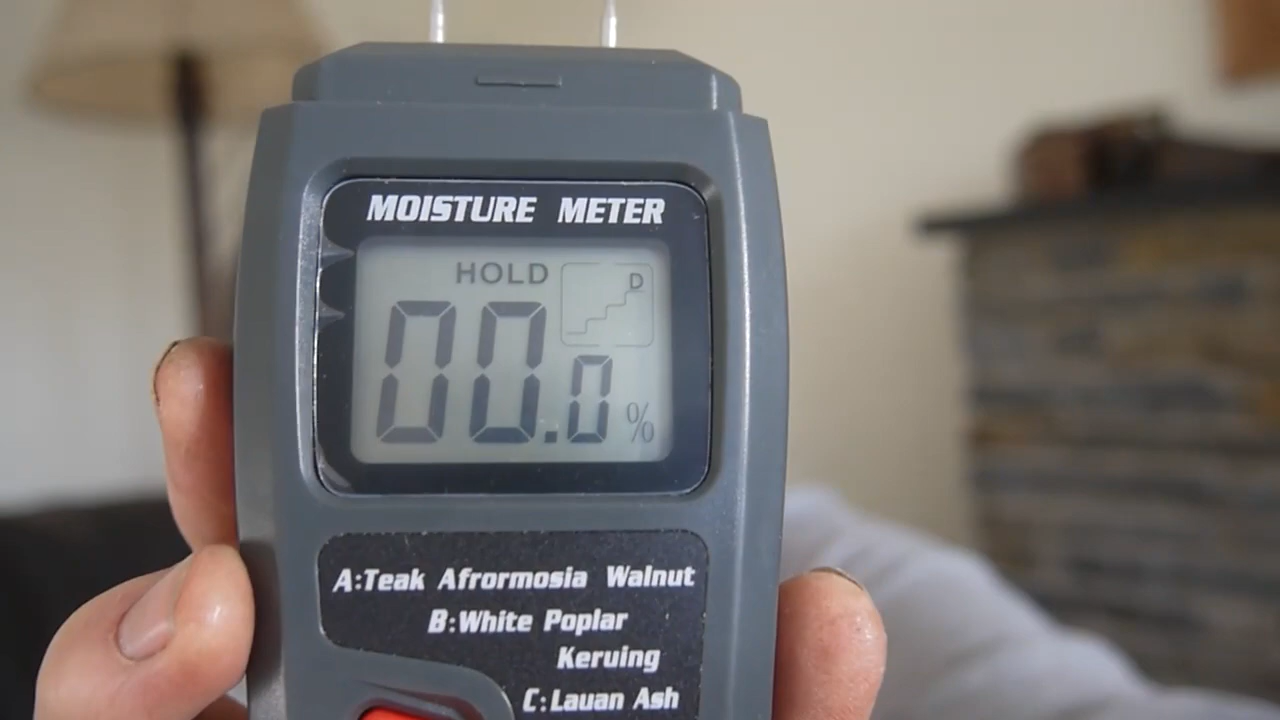 MOISTURE METER
HOLD
D
00.0 %
A:Teak Afrormosia Walnut
B:White Poplar
Keruing
C:Lauan Ash